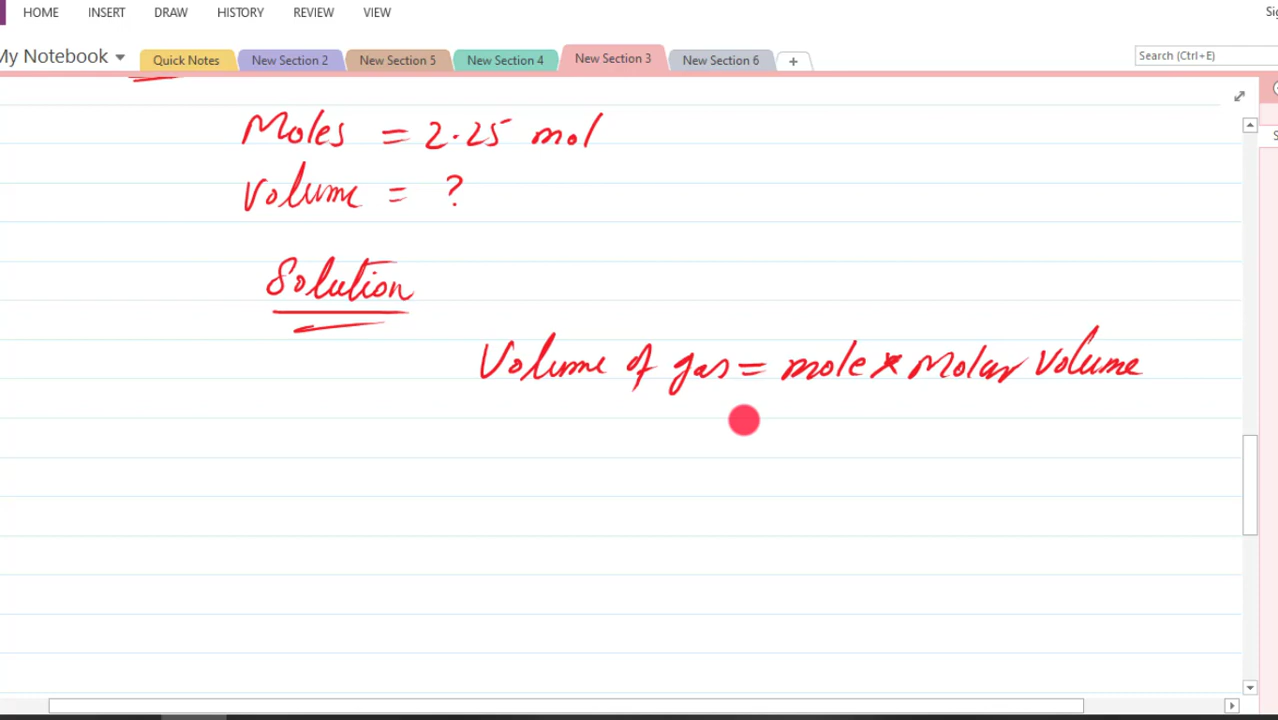 HOME INSERT DRAW HISTORY REVIEW VIEW
My Notebook Quick Notes New Section 2 New Section 5 New Section 4 New Section 3 New Section 6 + Search (Ctrl+E)
Moles = 2.25 mol
Volume = ?
Solution
Volume of gas = mole × Molar Volume